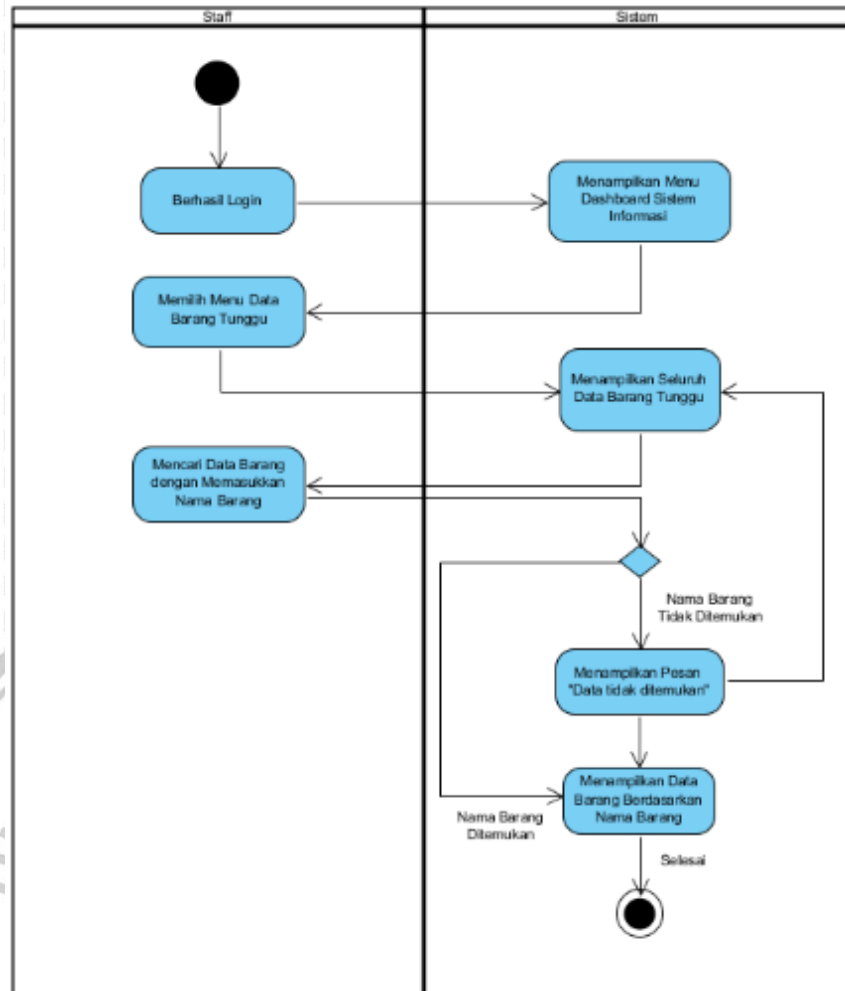 Staff
Sistem
Berhasil Login
Menampilkan Menu
Dashboard Sistem
Informasi
Memilih Menu Data
Barang Tunggu
Menampilkan Seluruh
Data Barang Tunggu
Mencari Data Barang
dengan Memasukkan
Nama Barang
Nama Barang
Tidak Ditemukan
Menampilkan Pesan
"Data tidak ditemukan"
Menampilkan Data
Barang Berdasarkan
Nama Barang
Nama Barang
Ditemukan
Selesai